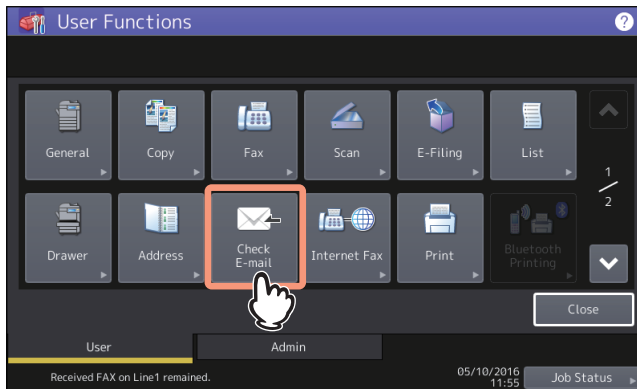 User Functions
?
General
Copy
Fax
Scan
E-Filing
List
1
2
Drawer
Address
Check
E-mail
Internet Fax
Print
Bluetooth
Printing
Close
User
Admin
Received FAX on Line1 remained.
05/10/2016
11:55
Job Status